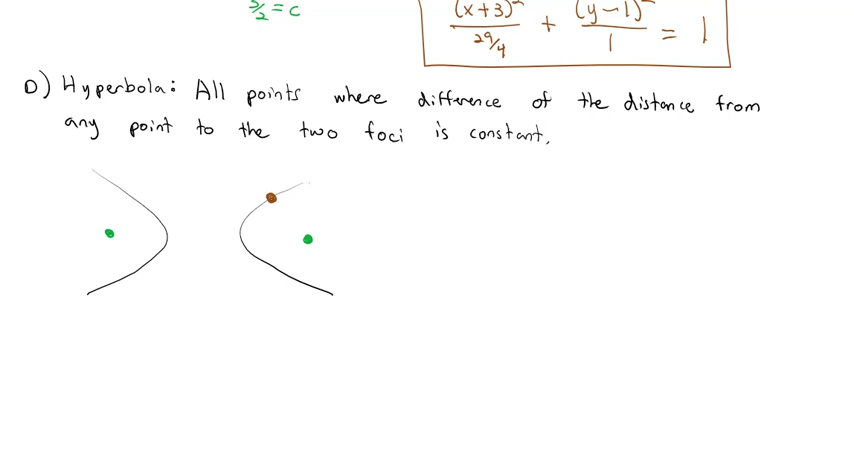 5/2 = c
(x+3)²/(29/4) + (y-1)²/1 = 1
D) Hyperbola: All points where difference of the distance from
any point to the two foci is constant.